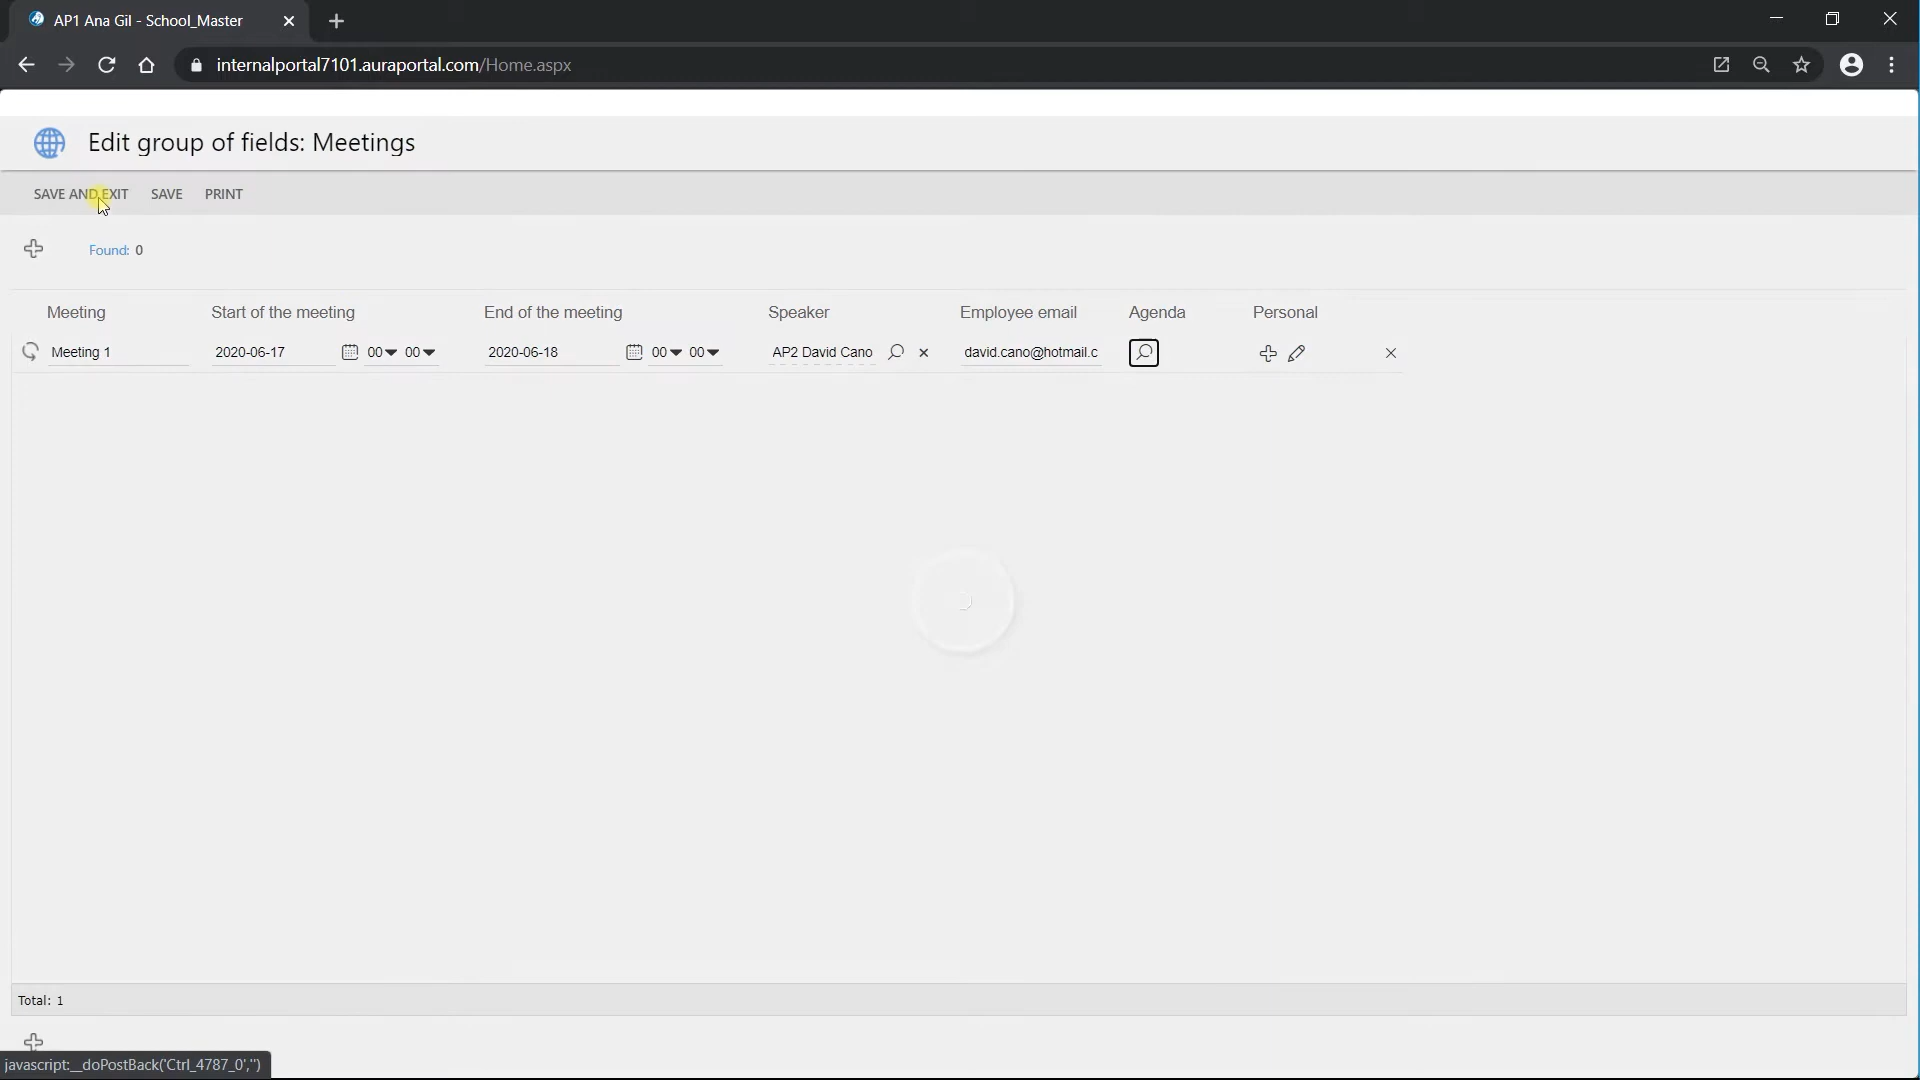 AP1 Ana Gil - School_Master
internalportal7101.auraportal.com/Home.aspx
Edit group of fields: Meetings
SAVE AND EXIT SAVE PRINT
Found: 0
Meeting Start of the meeting End of the meeting Speaker Employee email Agenda Personal
Meeting 1 2020-06-17 00 00 2020-06-18 00 00 AP2 David Cano david.cano@hotmail.c
Total: 1
javascript:__doPostBack('Ctrl_4787_0','')